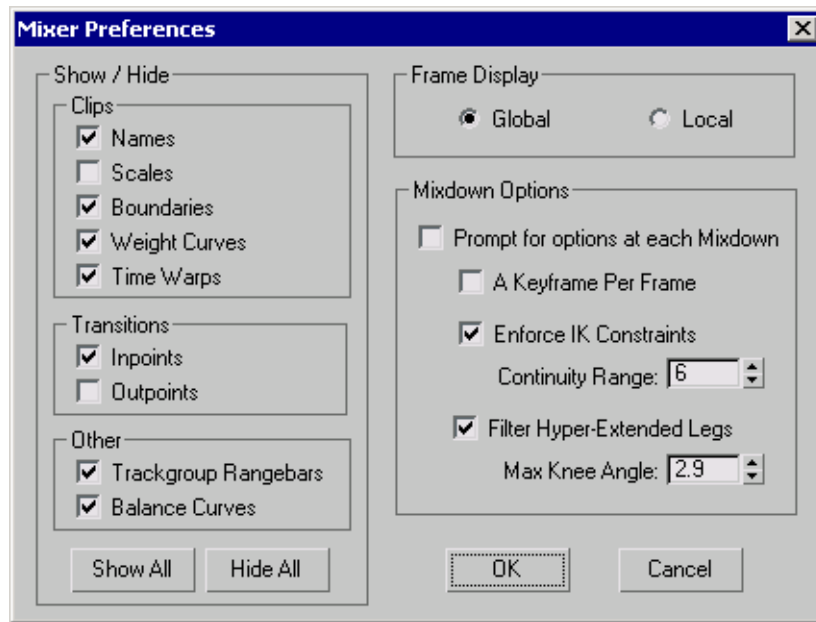 Mixer Preferences
Show / Hide
Clips
Names
Scales
Boundaries
Weight Curves
Time Warps
Transitions
Inpoints
Outpoints
Other
Trackgroup Rangebars
Balance Curves
Show All Hide All
Frame Display
Global Local
Mixdown Options
Prompt for options at each Mixdown
A Keyframe Per Frame
Enforce IK Constraints
Continuity Range: 6
Filter Hyper-Extended Legs
Max Knee Angle: 2.9
OK Cancel